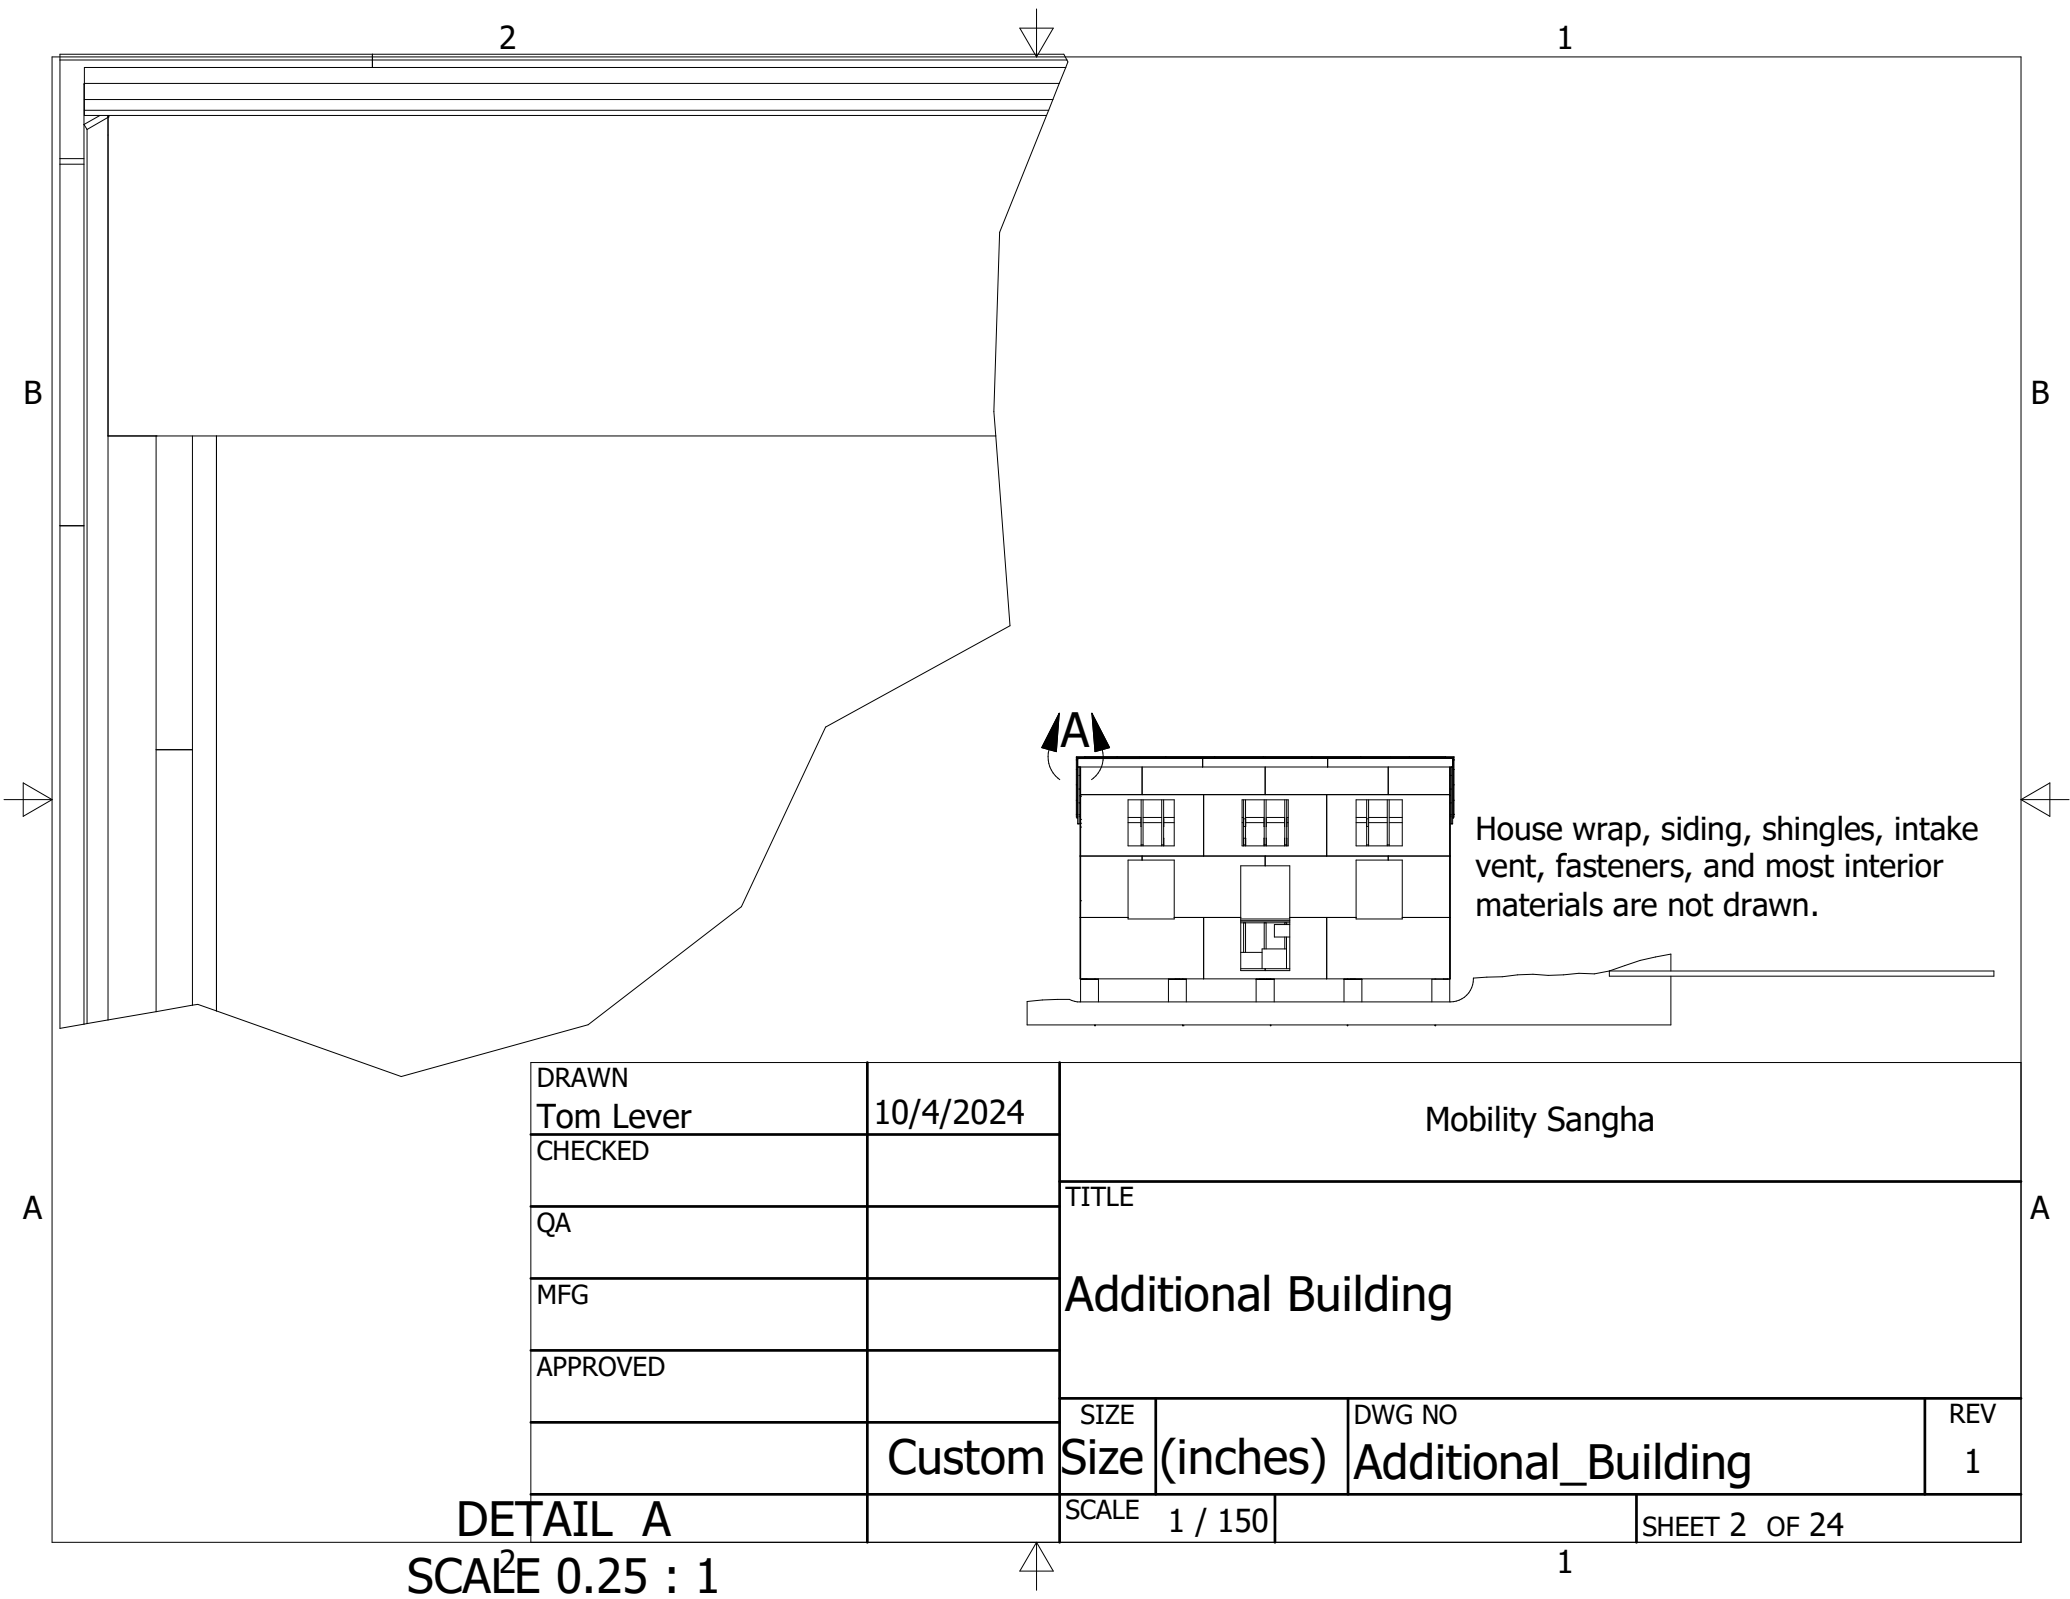 2
1
B
B
A
House wrap, siding, shingles, intake
vent, fasteners, and most interior
materials are not drawn.
A
A
DRAWN
Tom Lever
10/4/2024
Mobility Sangha
CHECKED
TITLE
QA
Additional Building
MFG
APPROVED
SIZE
DWG NO
REV
Custom Size (inches)
Additional_Building
1
SCALE 1 / 150
SHEET 2 OF 24
DETAIL A
SCALE 0.25 : 1
2
1